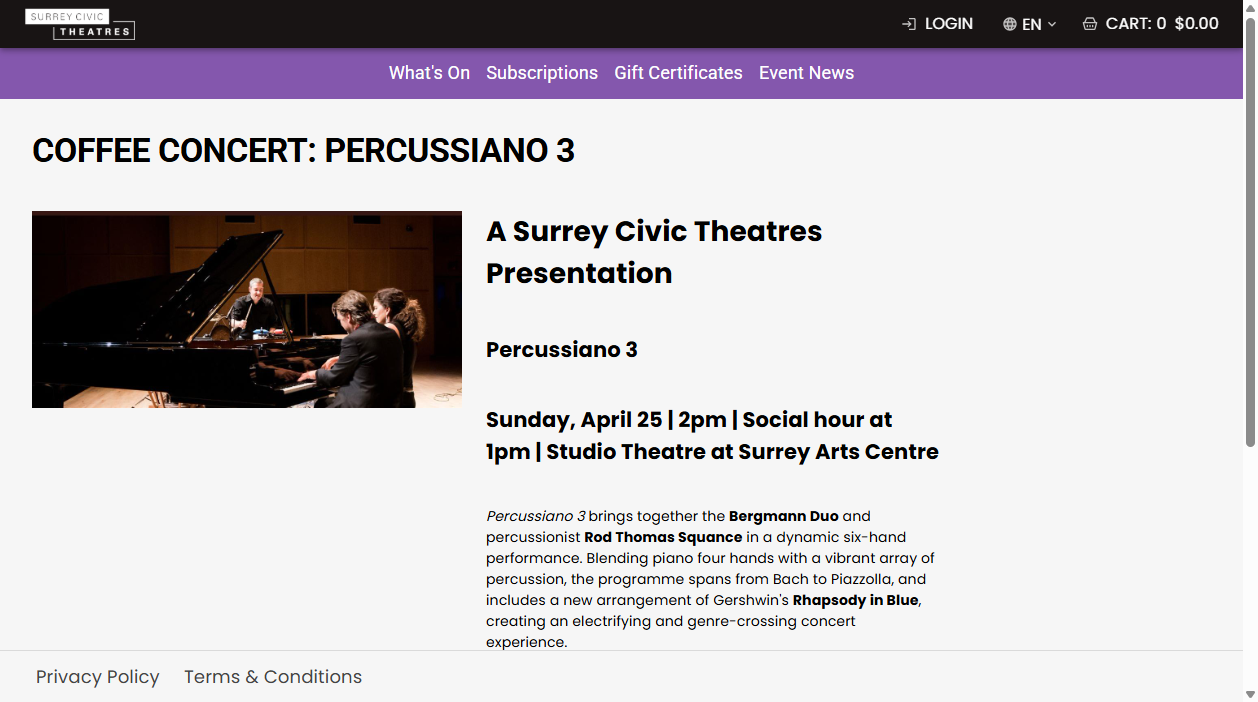 SURREY CIVIC
THEATRES
LOGIN
EN
CART: 0 $0.00
What's On
Subscriptions
Gift Certificates
Event News
COFFEE CONCERT: PERCUSSIANO 3
A Surrey Civic Theatres
Presentation
Percussiano 3
Sunday, April 25 | 2pm | Social hour at
1pm | Studio Theatre at Surrey Arts Centre
Percussiano 3 brings together the Bergmann Duo and
percussionist Rod Thomas Squance in a dynamic six-hand
performance. Blending piano four hands with a vibrant array of
percussion, the programme spans from Bach to Piazzolla, and
includes a new arrangement of Gershwin's Rhapsody in Blue,
creating an electrifying and genre-crossing concert
experience.
Privacy Policy
Terms & Conditions